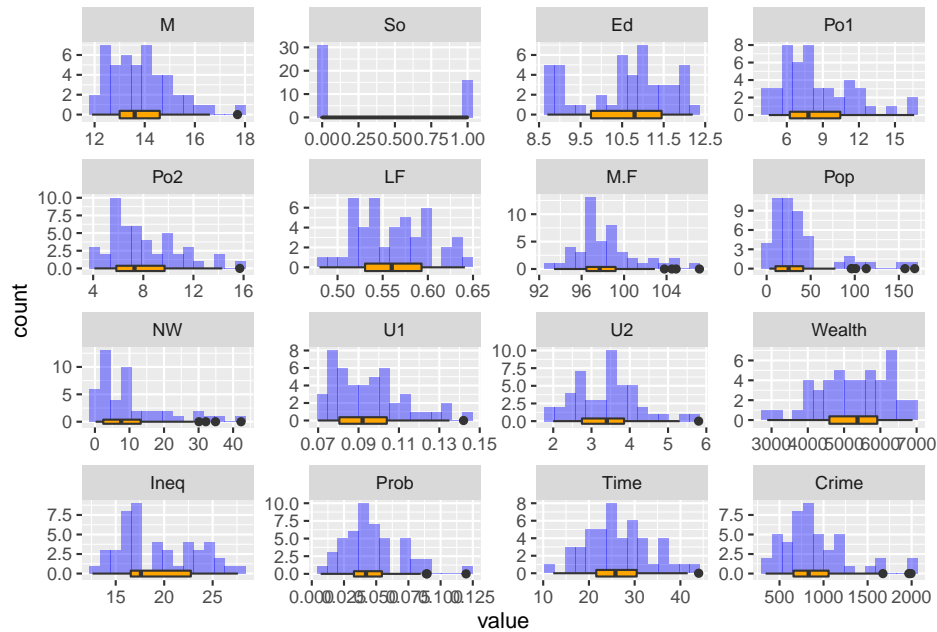 M
6
4
2
0
12 14 16 18
So
30
20
10
0
0.00 0.25 0.50 0.75 1.00
Ed
6
4
2
0
8.5 9.5 10.5 11.5 12.5
Po1
8
6
4
2
0
6 9 12 15
Po2
10.0
7.5
5.0
2.5
0.0
4 8 12 16
LF
6
4
2
0
0.50 0.55 0.60 0.65
M.F
10
5
0
92 96 100 104
Pop
9
6
3
0
0 50 100 150
count
NW
10
5
0
0 10 20 30 40
U1
8
6
4
2
0
0.07 0.09 0.11 0.13 0.15
U2
10.0
7.5
5.0
2.5
0.0
2 3 4 5 6
Wealth
6
4
2
0
3000 4000 5000 6000 7000
Ineq
7.5
5.0
2.5
0.0
15 20 25
Prob
10.0
7.5
5.0
2.5
0.0
0.000 0.025 0.050 0.075 0.100 0.125
Time
8
6
4
2
0
10 20 30 40
Crime
7.5
5.0
2.5
0.0
500 1000 1500 2000
value